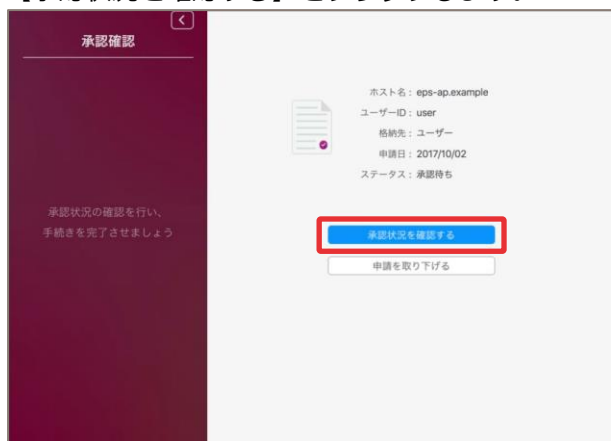 承認確認
承認状況の確認を行い、
手続きを完了させましょう
ホスト名： eps-ap.example
ユーザーID： user
格納先： ユーザー
申請日： 2017/10/02
ステータス： 承認待ち
承認状況を確認する
申請を取り下げる